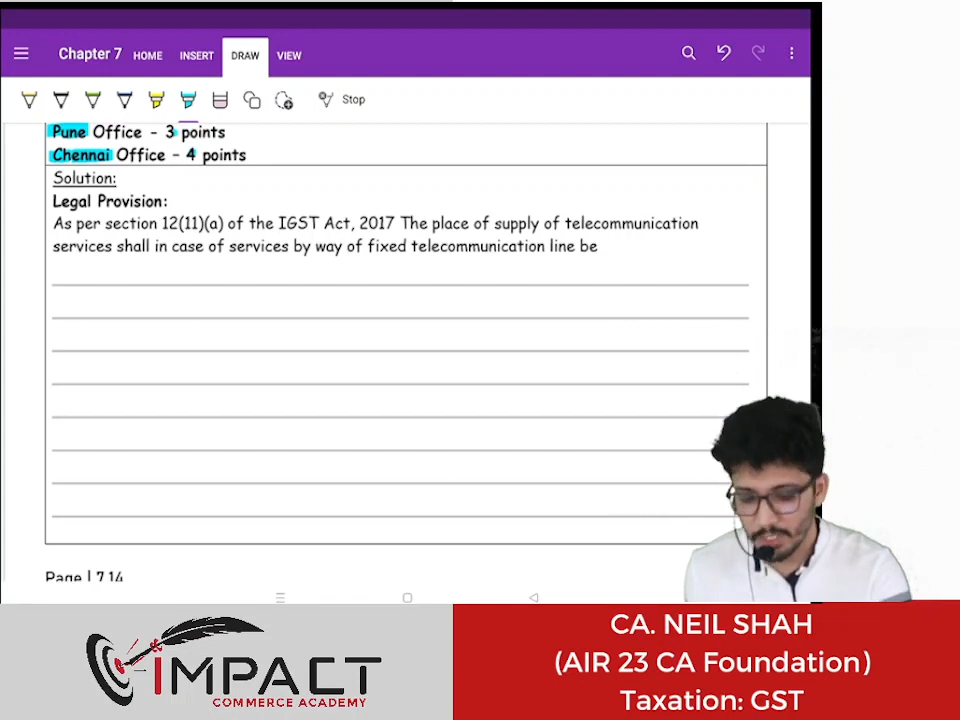 Chapter 7 HOME INSERT DRAW VIEW
Stop
Pune Office - 3 points
Chennai Office - 4 points
Solution:
Legal Provision:
As per section 12(11)(a) of the IGST Act, 2017 The place of supply of telecommunication
services shall in case of services by way of fixed telecommunication line be
Page | 7.14
IMPACT
COMMERCE ACADEMY
CA. NEIL SHAH
(AIR 23 CA Foundation)
Taxation: GST